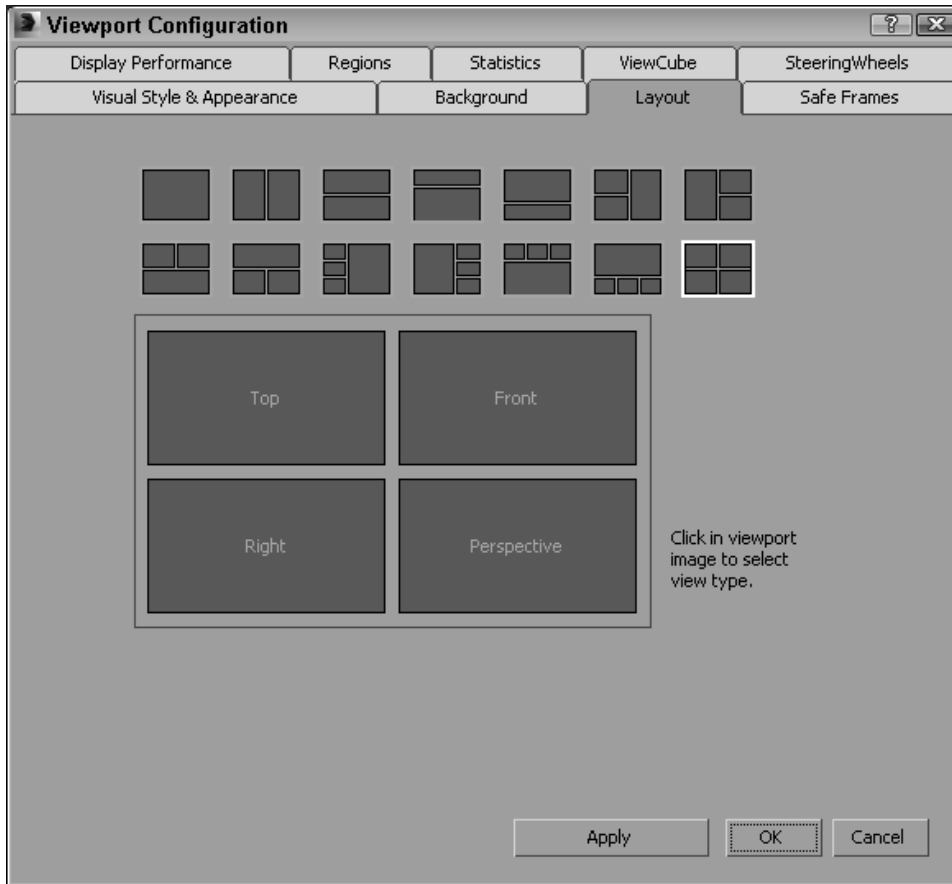 Viewport Configuration
Display Performance
Regions
Statistics
ViewCube
SteeringWheels
Visual Style & Appearance
Background
Layout
Safe Frames
Top
Front
Right
Perspective
Click in viewport
image to select
view type.
Apply
OK
Cancel